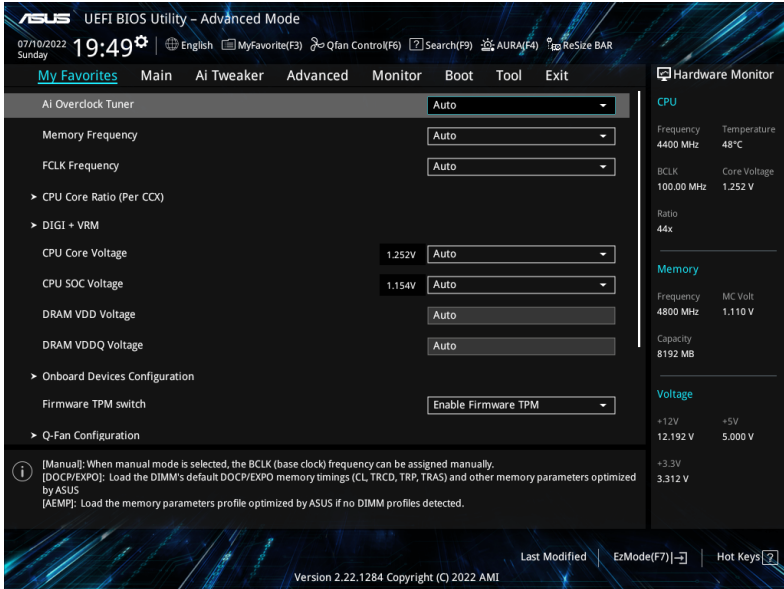 ASUS UEFI BIOS Utility – Advanced Mode
07/10/2022 Sunday 19:49 English MyFavorite(F3) Qfan Control(F6) ? Search(F9) AURA(F4) ReSize BAR
My Favorites Main Ai Tweaker Advanced Monitor Boot Tool Exit
Ai Overclock Tuner Auto
Memory Frequency Auto
FCLK Frequency Auto
> CPU Core Ratio (Per CCX)
> DIGI + VRM
CPU Core Voltage 1.252V Auto
CPU SOC Voltage 1.154V Auto
DRAM VDD Voltage Auto
DRAM VDDQ Voltage Auto
> Onboard Devices Configuration
Firmware TPM switch Enable Firmware TPM
> Q-Fan Configuration
[Manual]: When manual mode is selected, the BCLK (base clock) frequency can be assigned manually.
[DOCP/EXPO]: Load the DIMM's default DOCP/EXPO memory timings (CL, TRCD, TRP, TRAS) and other memory parameters optimized
by ASUS
[AEMP]: Load the memory parameters profile optimized by ASUS if no DIMM profiles detected.
Hardware Monitor
CPU
Frequency Temperature
4400 MHz 48°C
BCLK Core Voltage
100.00 MHz 1.252 V
Ratio
44x
Memory
Frequency MC Volt
4800 MHz 1.110 V
Capacity
8192 MB
Voltage
+12V +5V
12.192 V 5.000 V
+3.3V
3.312 V
Last Modified EzMode(F7) Hot Keys ?
Version 2.22.1284 Copyright (C) 2022 AMI